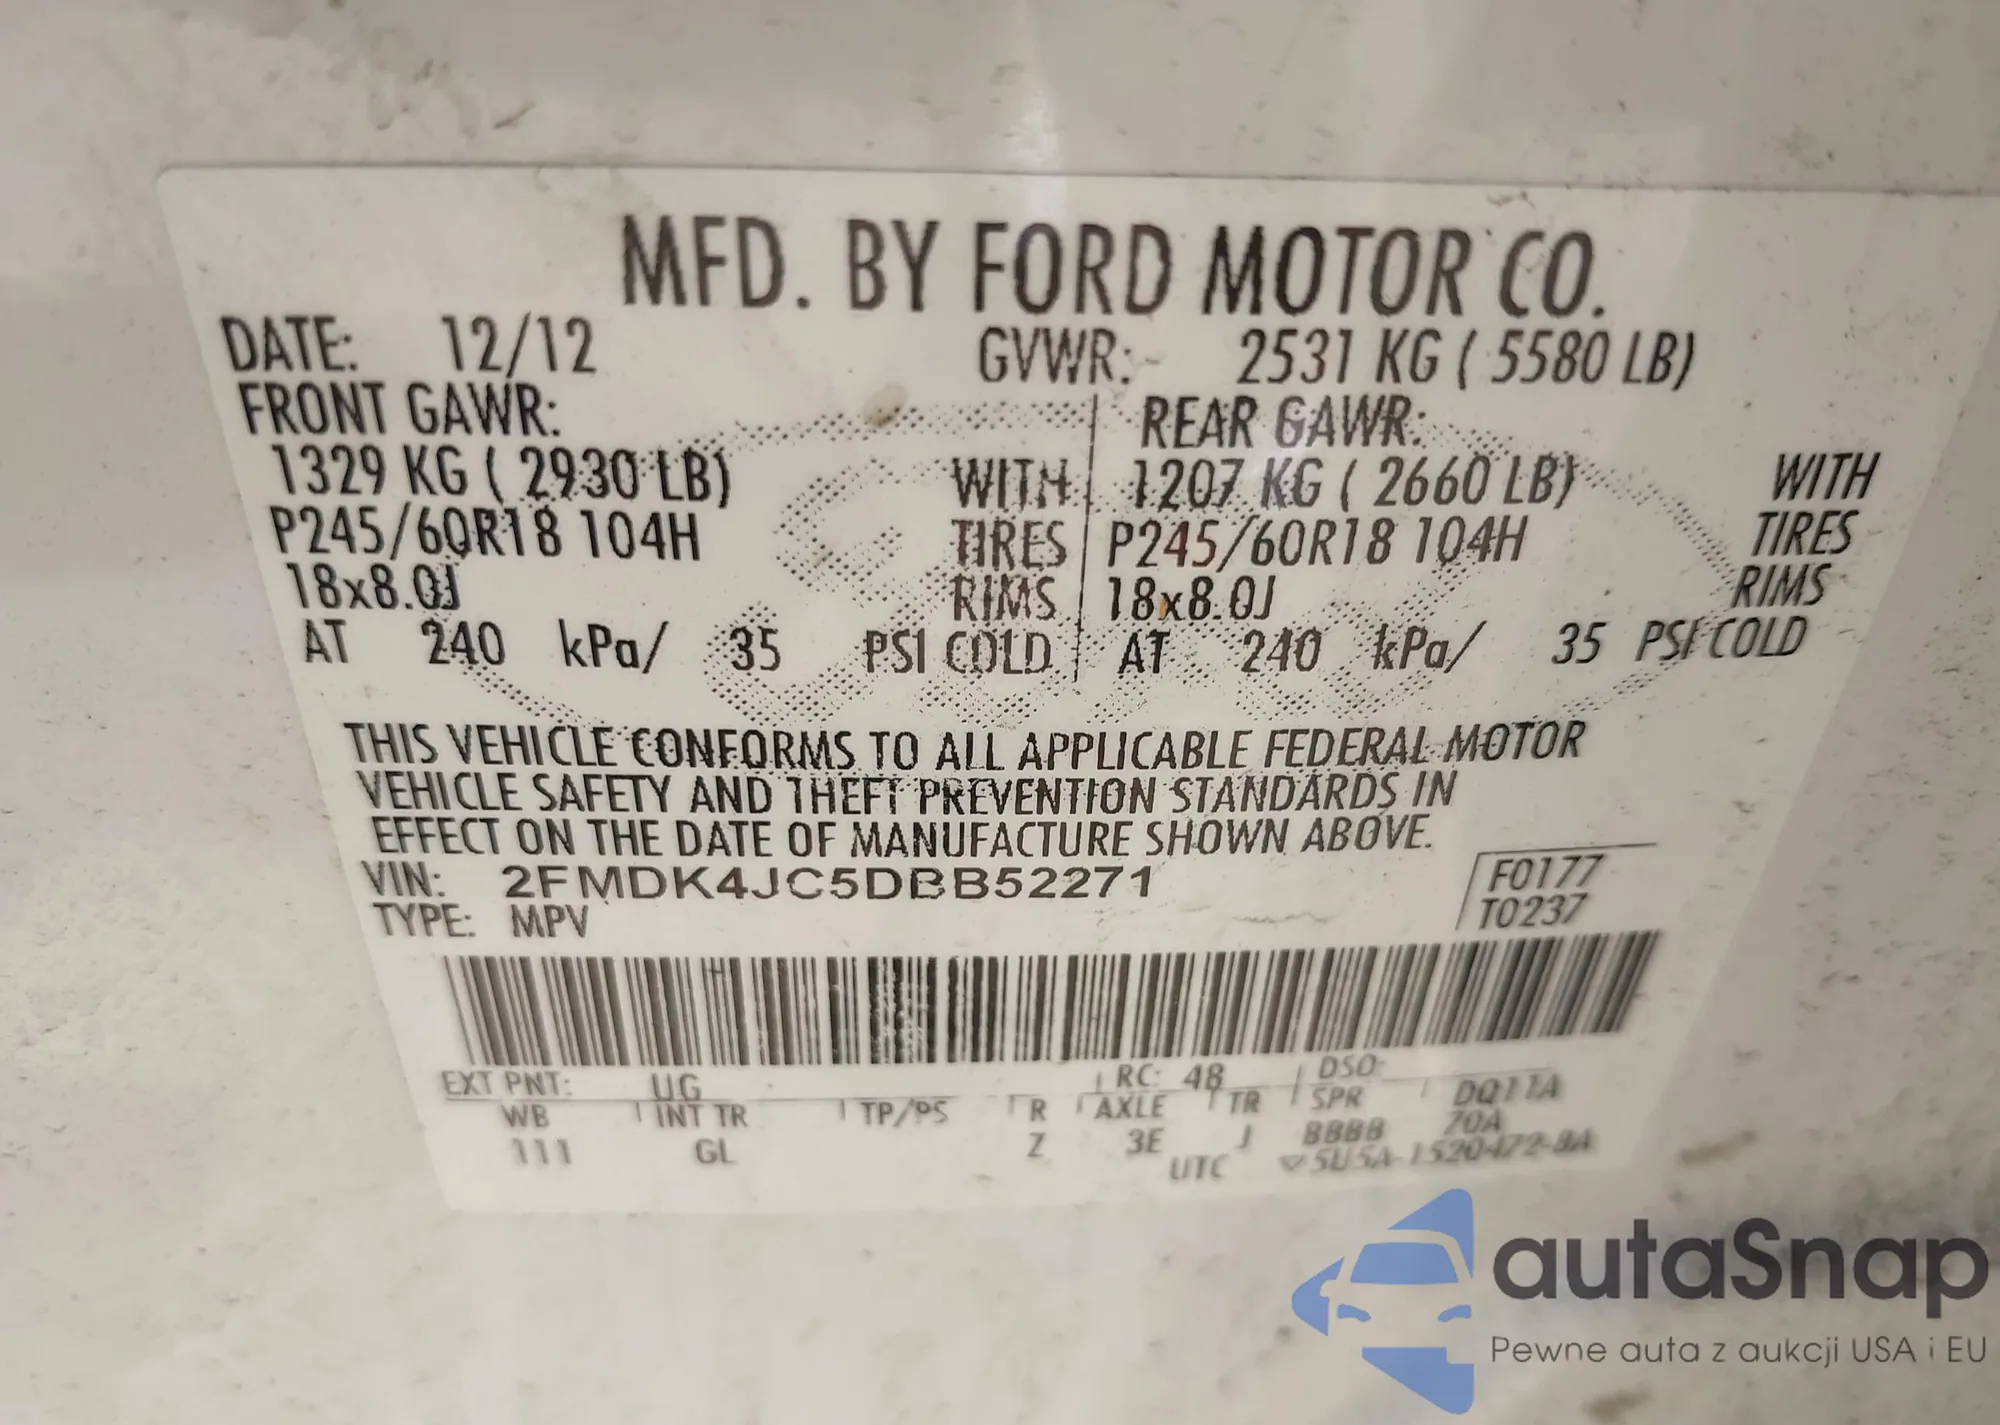 MFD. BY FORD MOTOR CO.
DATE: 12/12 GVWR: 2531 KG ( 5580 LB)
FRONT GAWR: REAR GAWR:
1329 KG ( 2930 LB) WITH 1207 KG ( 2660 LB) WITH
P245/60R18 104H TIRES P245/60R18 104H TIRES
18x8.0J RIMS 18x8.0J RIMS
AT 240 kPa/ 35 PSI COLD AT 240 kPa/ 35 PSI COLD
THIS VEHICLE CONFORMS TO ALL APPLICABLE FEDERAL MOTOR
VEHICLE SAFETY AND THEFT PREVENTION STANDARDS IN
EFFECT ON THE DATE OF MANUFACTURE SHOWN ABOVE.
VIN: 2FMDK4JC5DBB52271
F0177
TYPE: MPV
T0237
EXT PNT: UG RC: 48 DSO:
WB INT TR TP/PS R AXLE TR SPR DQ11A
111 GL Z 3E J BBBB 70A
UTC ▽5U5A-1520472-BA
autaSnap
Pewne auta z aukcji USA i EU